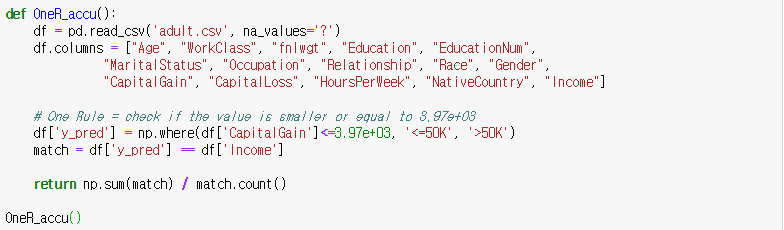 def OneR_accu():
    df = pd.read_csv('adult.csv', na_values='?')
    df.columns = ["Age", "WorkClass", "fnlwgt", "Education", "EducationNum",
            "MaritalStatus", "Occupation", "Relationship", "Race", "Gender",
            "CapitalGain", "CapitalLoss", "HoursPerWeek", "NativeCountry", "Income"]
    # One Rule = check if the value is smaller or equal to 3.97e+03
    df['y_pred'] = np.where(df['CapitalGain']<=3.97e+03, '<=50K', '>50K')
    match = df['y_pred'] == df['Income']
    return np.sum(match) / match.count()
OneR_accu()